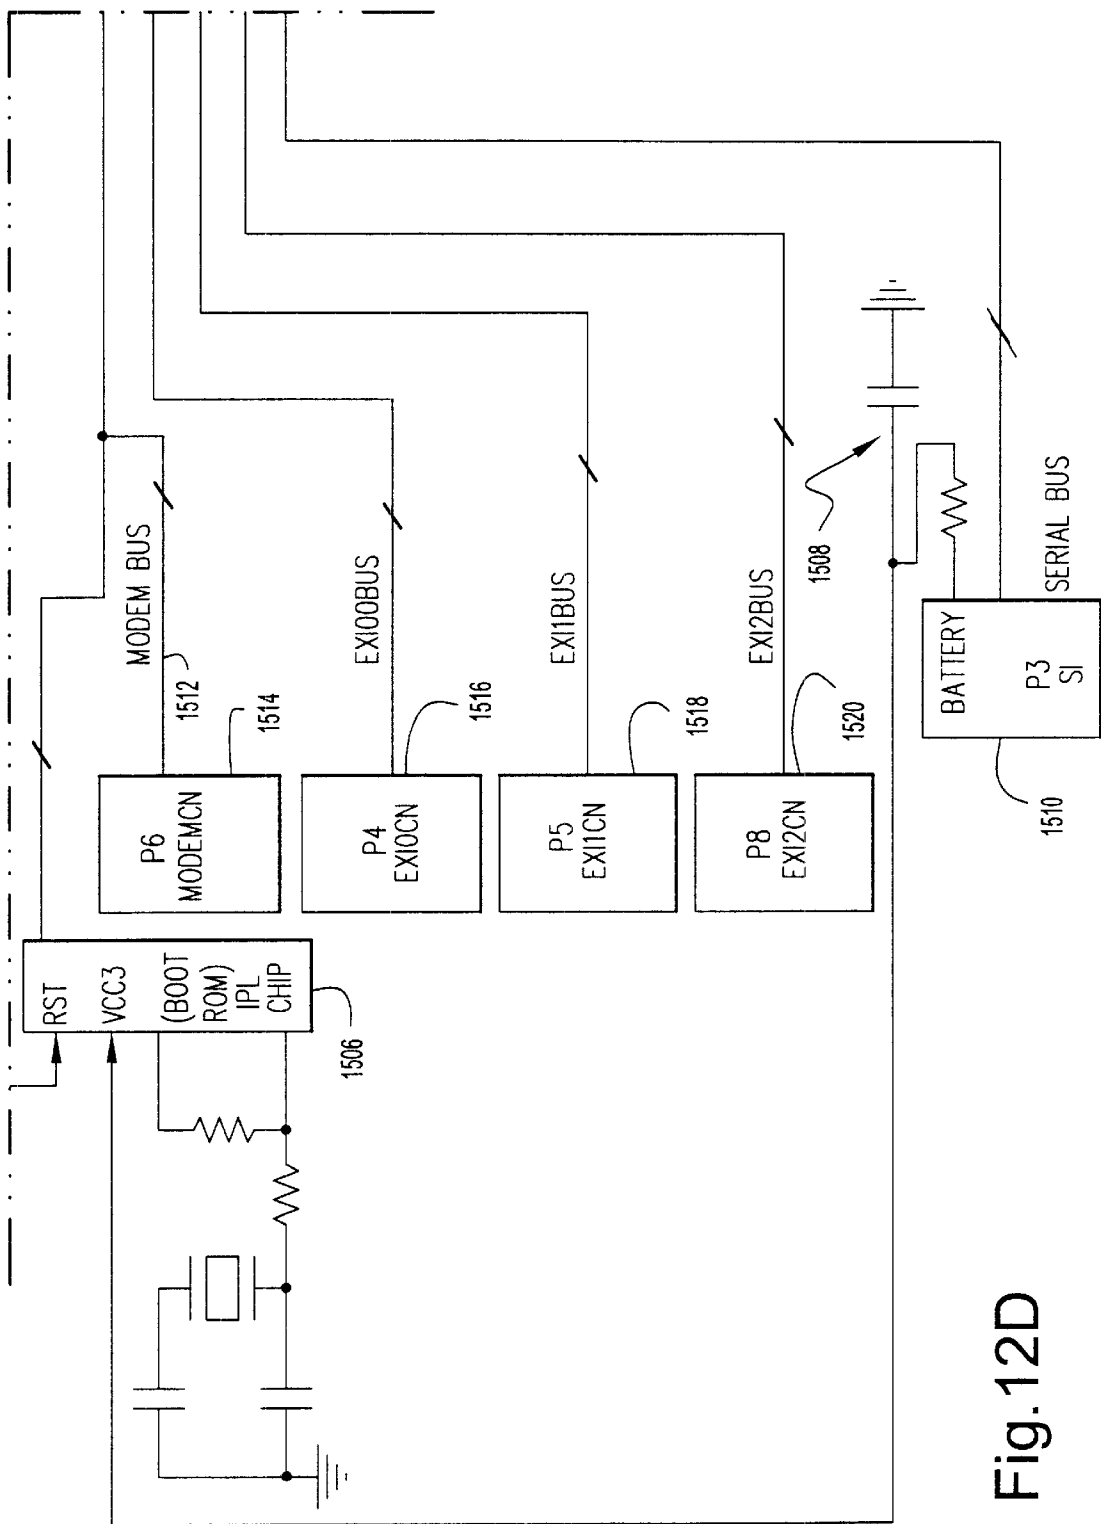 RST
VCC3
(BOOT
ROM)
IPL
CHIP
1506
P6
MODEMCN
1514
MODEM BUS
1512
P4
EXI0CN
1516
EXI00BUS
P5
EXI1CN
1518
EXI1BUS
P8
EXI2CN
1520
EXI2BUS
1508
BATTERY
P3
SI
1510
SERIAL BUS
Fig.12D